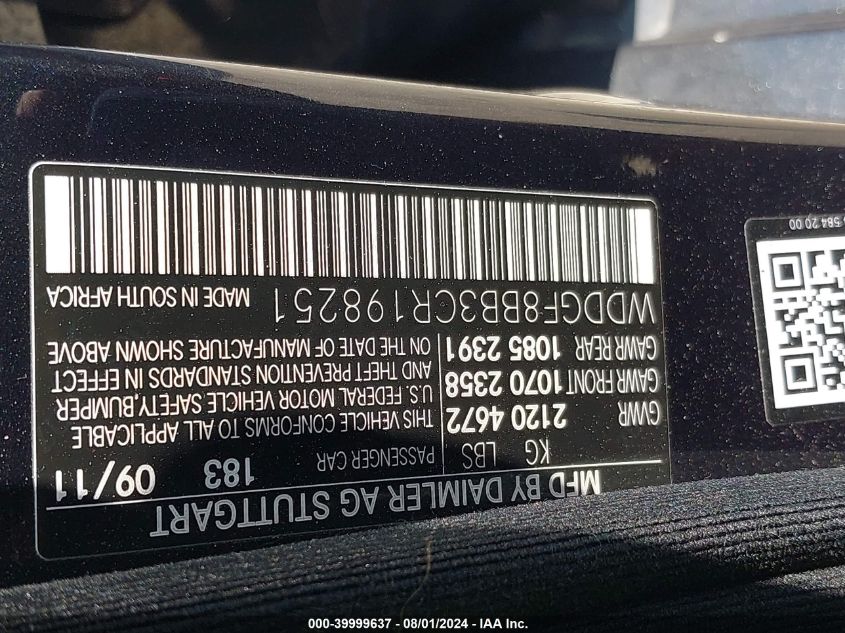 MFD BY DAIMLER AG STUTTGART
KG LBS PASSENGER CAR 183 09/11
GVWR 2120 4672
GAWR FRONT 1070 2358
GAWR REAR 1085 2391
THIS VEHICLE CONFORMS TO ALL APPLICABLE
U.S. FEDERAL MOTOR VEHICLE SAFETY,BUMPER
AND THEFT PREVENTION STANDARDS IN EFFECT
ON THE DATE OF MANUFACTURE SHOWN ABOVE
WDDGF8BB3CR198251 MADE IN SOUTH AFRICA
584 20 00
000-39999637 - 08/01/2024 - IAA Inc.